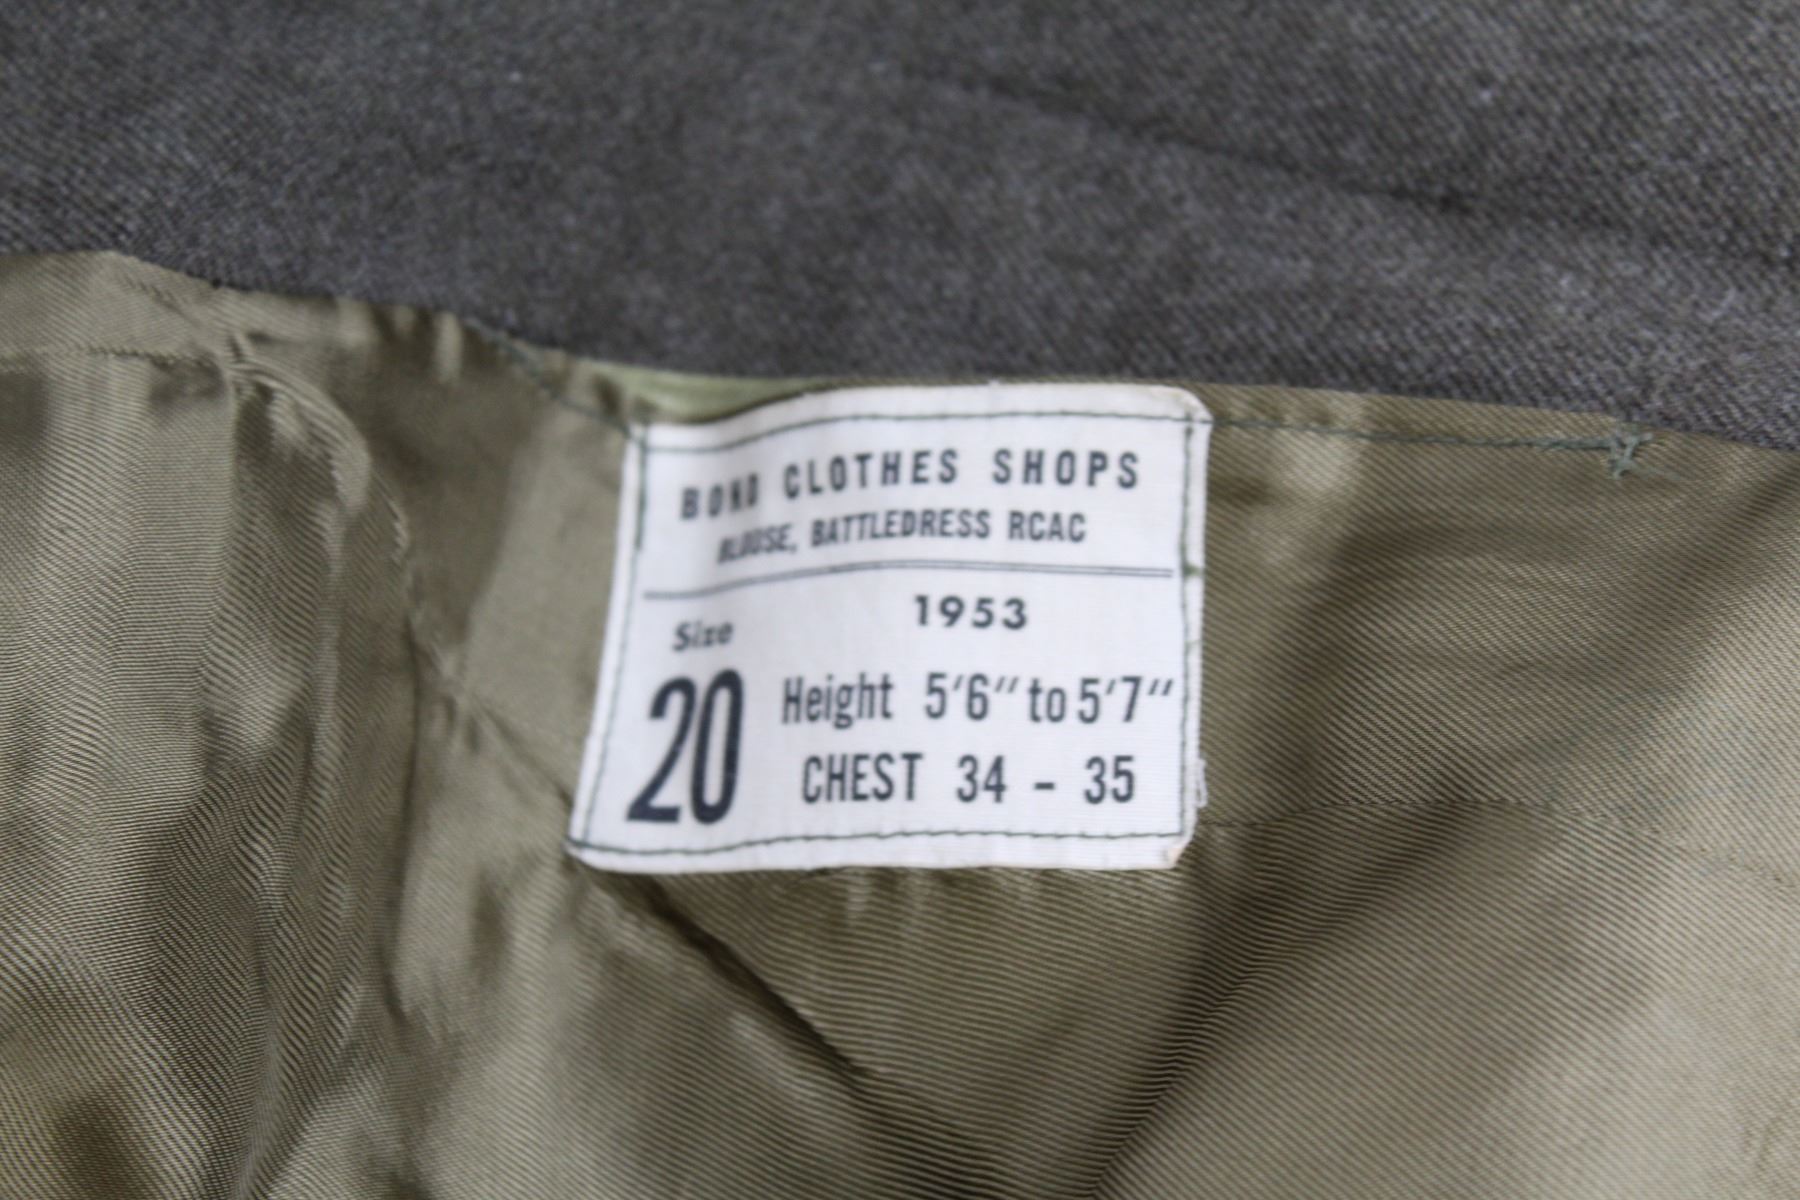 BOND CLOTHES SHOPS
BLOUSE, BATTLEDRESS RCAC
1953
Size
20
Height 5'6" to 5'7"
CHEST 34 - 35